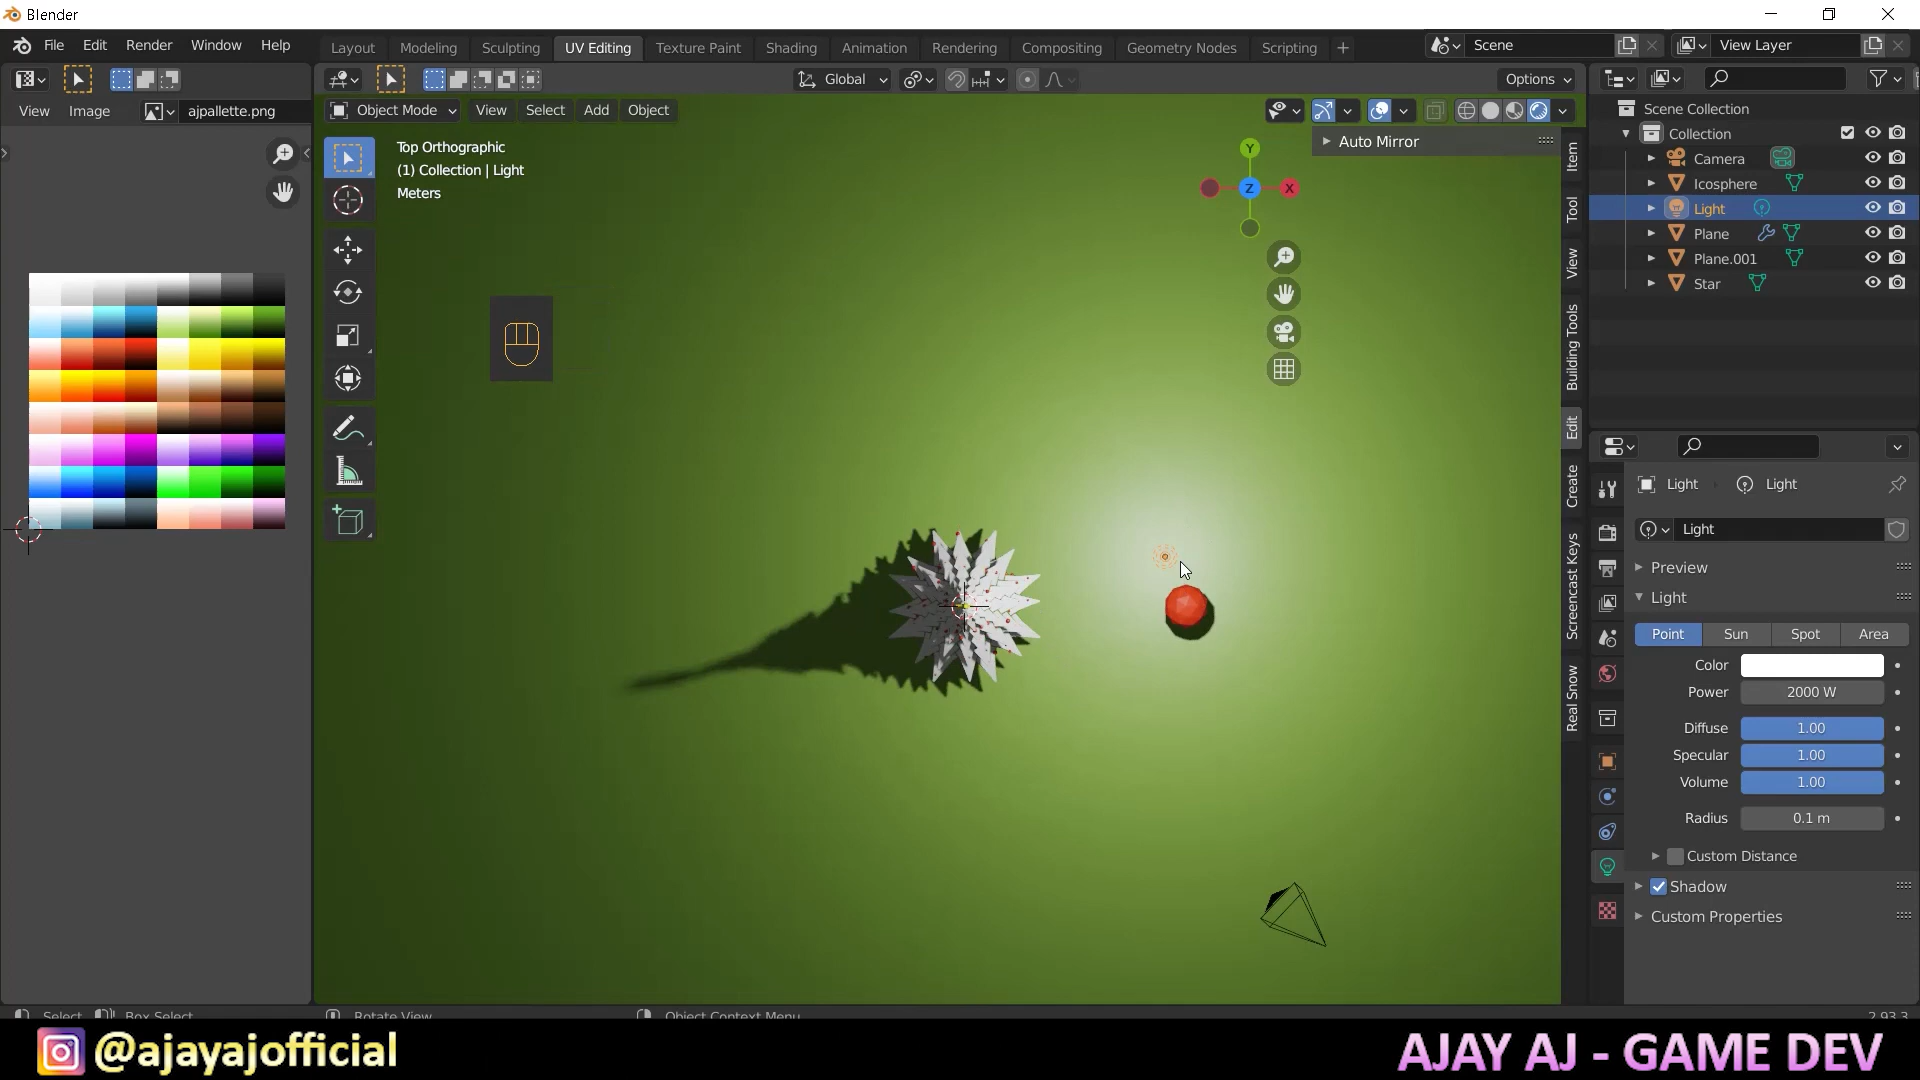 Blender
File Edit Render Window Help
Layout Modeling Sculpting UV Editing Texture Paint Shading Animation Rendering Compositing Geometry Nodes Scripting
Scene
View Layer
Global
Options
View Image
ajpallette.png
Object Mode View Select Add Object
Auto Mirror
Top Orthographic
(1) Collection | Light
Meters
Y
Z
X
Item
Tool
View
Building Tools
Edit
Create
Screencast Keys
Real Snow
Scene Collection
Collection
Camera
Icosphere
Light
Plane
Plane.001
Star
Light Light
Light
Preview
Light
Point Sun Spot Area
Color
Power 2000 W
Diffuse 1.00
Specular 1.00
Volume 1.00
Radius 0.1 m
Custom Distance
Shadow
Custom Properties
Select Box Select Rotate View Object Context Menu 2.93.3
@ajayajofficial
AJAY AJ - GAME DEV